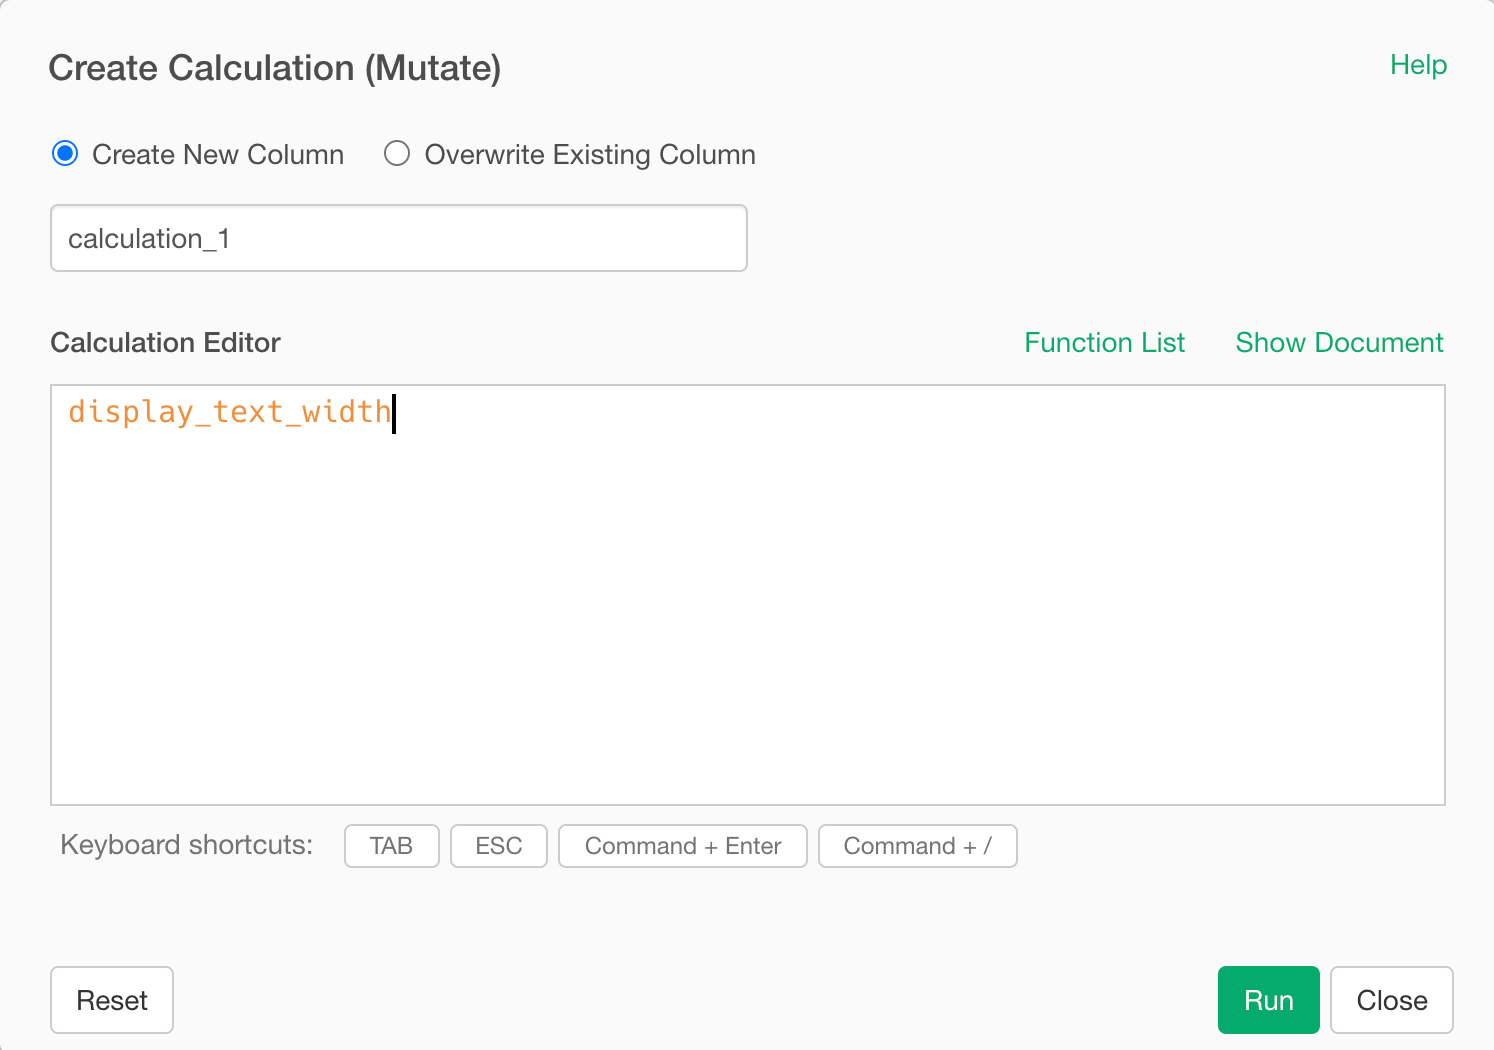 Create Calculation (Mutate)
Help
Create New Column
Overwrite Existing Column
calculation_1
Calculation Editor
Function List
Show Document
display_text_width
Keyboard shortcuts:
TAB
ESC
Command + Enter
Command + /
Reset
Run
Close